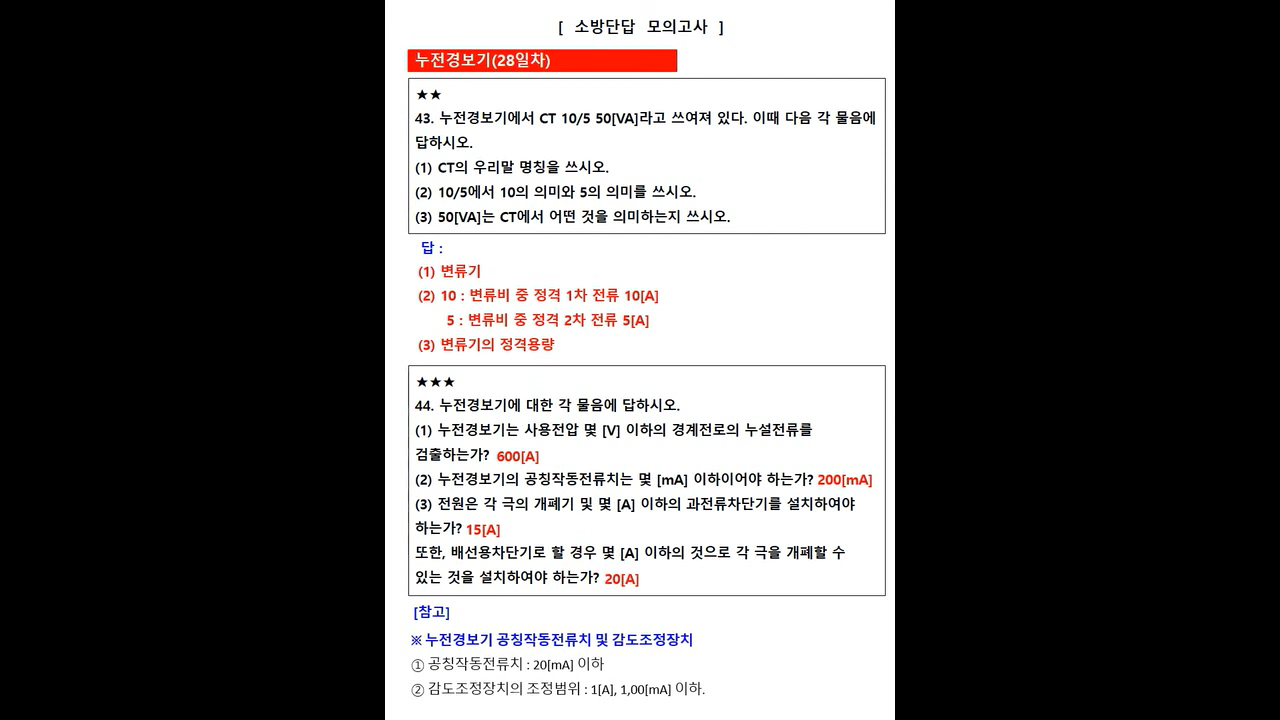 [ 소방단답 모의고사 ]
누전경보기(28일차)
★★
43. 누전경보기에서 CT 10/5 50[VA]라고 쓰여져 있다. 이때 다음 각 물음에
답하시오.
(1) CT의 우리말 명칭을 쓰시오.
(2) 10/5에서 10의 의미와 5의 의미를 쓰시오.
(3) 50[VA]는 CT에서 어떤 것을 의미하는지 쓰시오.
답 :
(1) 변류기
(2) 10 : 변류비 중 정격 1차 전류 10[A]
5 : 변류비 중 정격 2차 전류 5[A]
(3) 변류기의 정격용량
★★★
44. 누전경보기에 대한 각 물음에 답하시오.
(1) 누전경보기는 사용전압 몇 [V] 이하의 경계전로의 누설전류를
검출하는가? 600[A]
(2) 누전경보기의 공칭작동전류치는 몇 [mA] 이하이어야 하는가? 200[mA]
(3) 전원은 각 극의 개폐기 및 몇 [A] 이하의 과전류차단기를 설치하여야
하는가? 15[A]
또한, 배선용차단기로 할 경우 몇 [A] 이하의 것으로 각 극을 개폐할 수
있는 것을 설치하여야 하는가? 20[A]
[참고]
※ 누전경보기 공칭작동전류치 및 감도조정장치
① 공칭작동전류치 : 20[mA] 이하
② 감도조정장치의 조정범위 : 1[A], 1,00[mA] 이하.